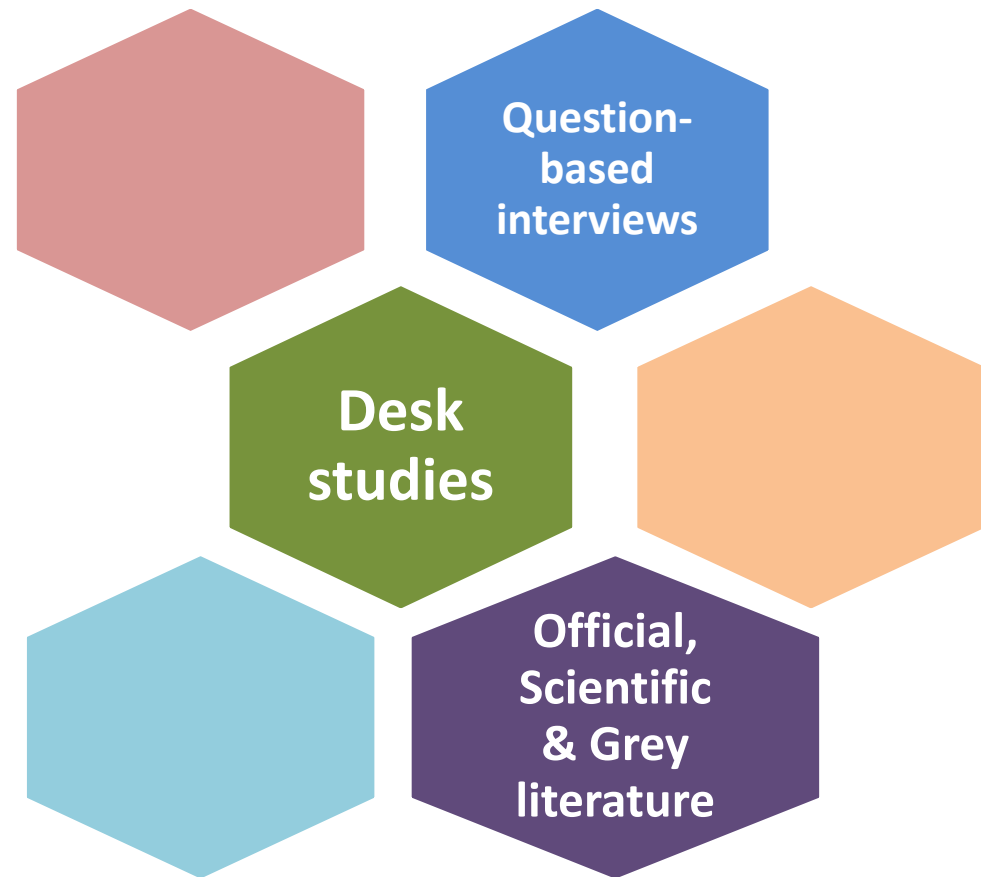 Question-
based
interviews
Desk
studies
Official,
Scientific
& Grey
literature